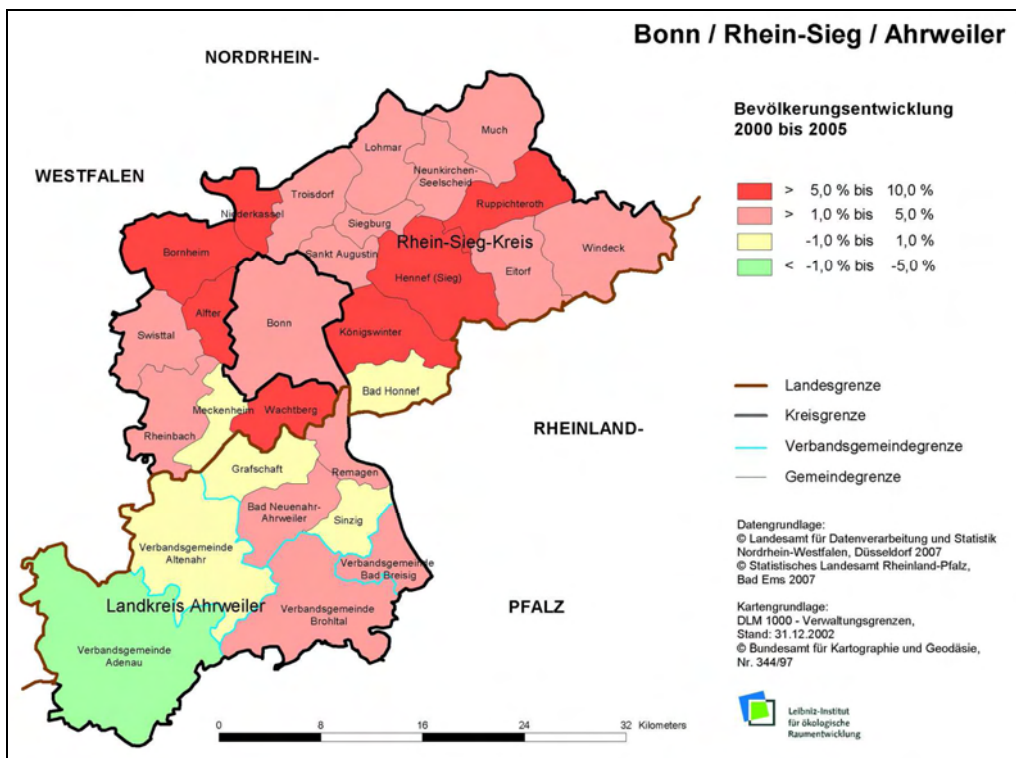 Bonn / Rhein-Sieg / Ahrweiler
NORDRHEIN-
WESTFALEN
RHEINLAND-
PFALZ
Much
Lohmar
Neunkirchen-
Seelscheid
Troisdorf
Niederkassel
Ruppichteroth
Siegburg
Rhein-Sieg-Kreis
Windeck
Bornheim
Sankt Augustin
Eitorf
Hennef (Sieg)
Alfter
Bonn
Königswinter
Swisttal
Bad Honnef
Meckenheim
Wachtberg
Rheinbach
Grafschaft
Remagen
Bad Neuenahr-
Ahrweiler
Sinzig
Verbandsgemeinde
Altenahr
Verbandsgemeinde
Bad Breisig
Landkreis Ahrweiler
Verbandsgemeinde
Brohltal
Verbandsgemeinde
Adenau
0 8 16 24 32 Kilometers
Bevölkerungsentwicklung
2000 bis 2005
> 5,0 % bis 10,0 %
> 1,0 % bis 5,0 %
-1,0 % bis 1,0 %
< -1,0 % bis -5,0 %
Landesgrenze
Kreisgrenze
Verbandsgemeindegrenze
Gemeindegrenze
Datengrundlage:
© Landesamt für Datenverarbeitung und Statistik
Nordrhein-Westfalen, Düsseldorf 2007
© Statistisches Landesamt Rheinland-Pfalz,
Bad Ems 2007
Kartengrundlage:
DLM 1000 - Verwaltungsgrenzen,
Stand: 31.12.2002
© Bundesamt für Kartographie und Geodäsie,
Nr. 344/97
Leibniz-Institut
für ökologische
Raumentwicklung